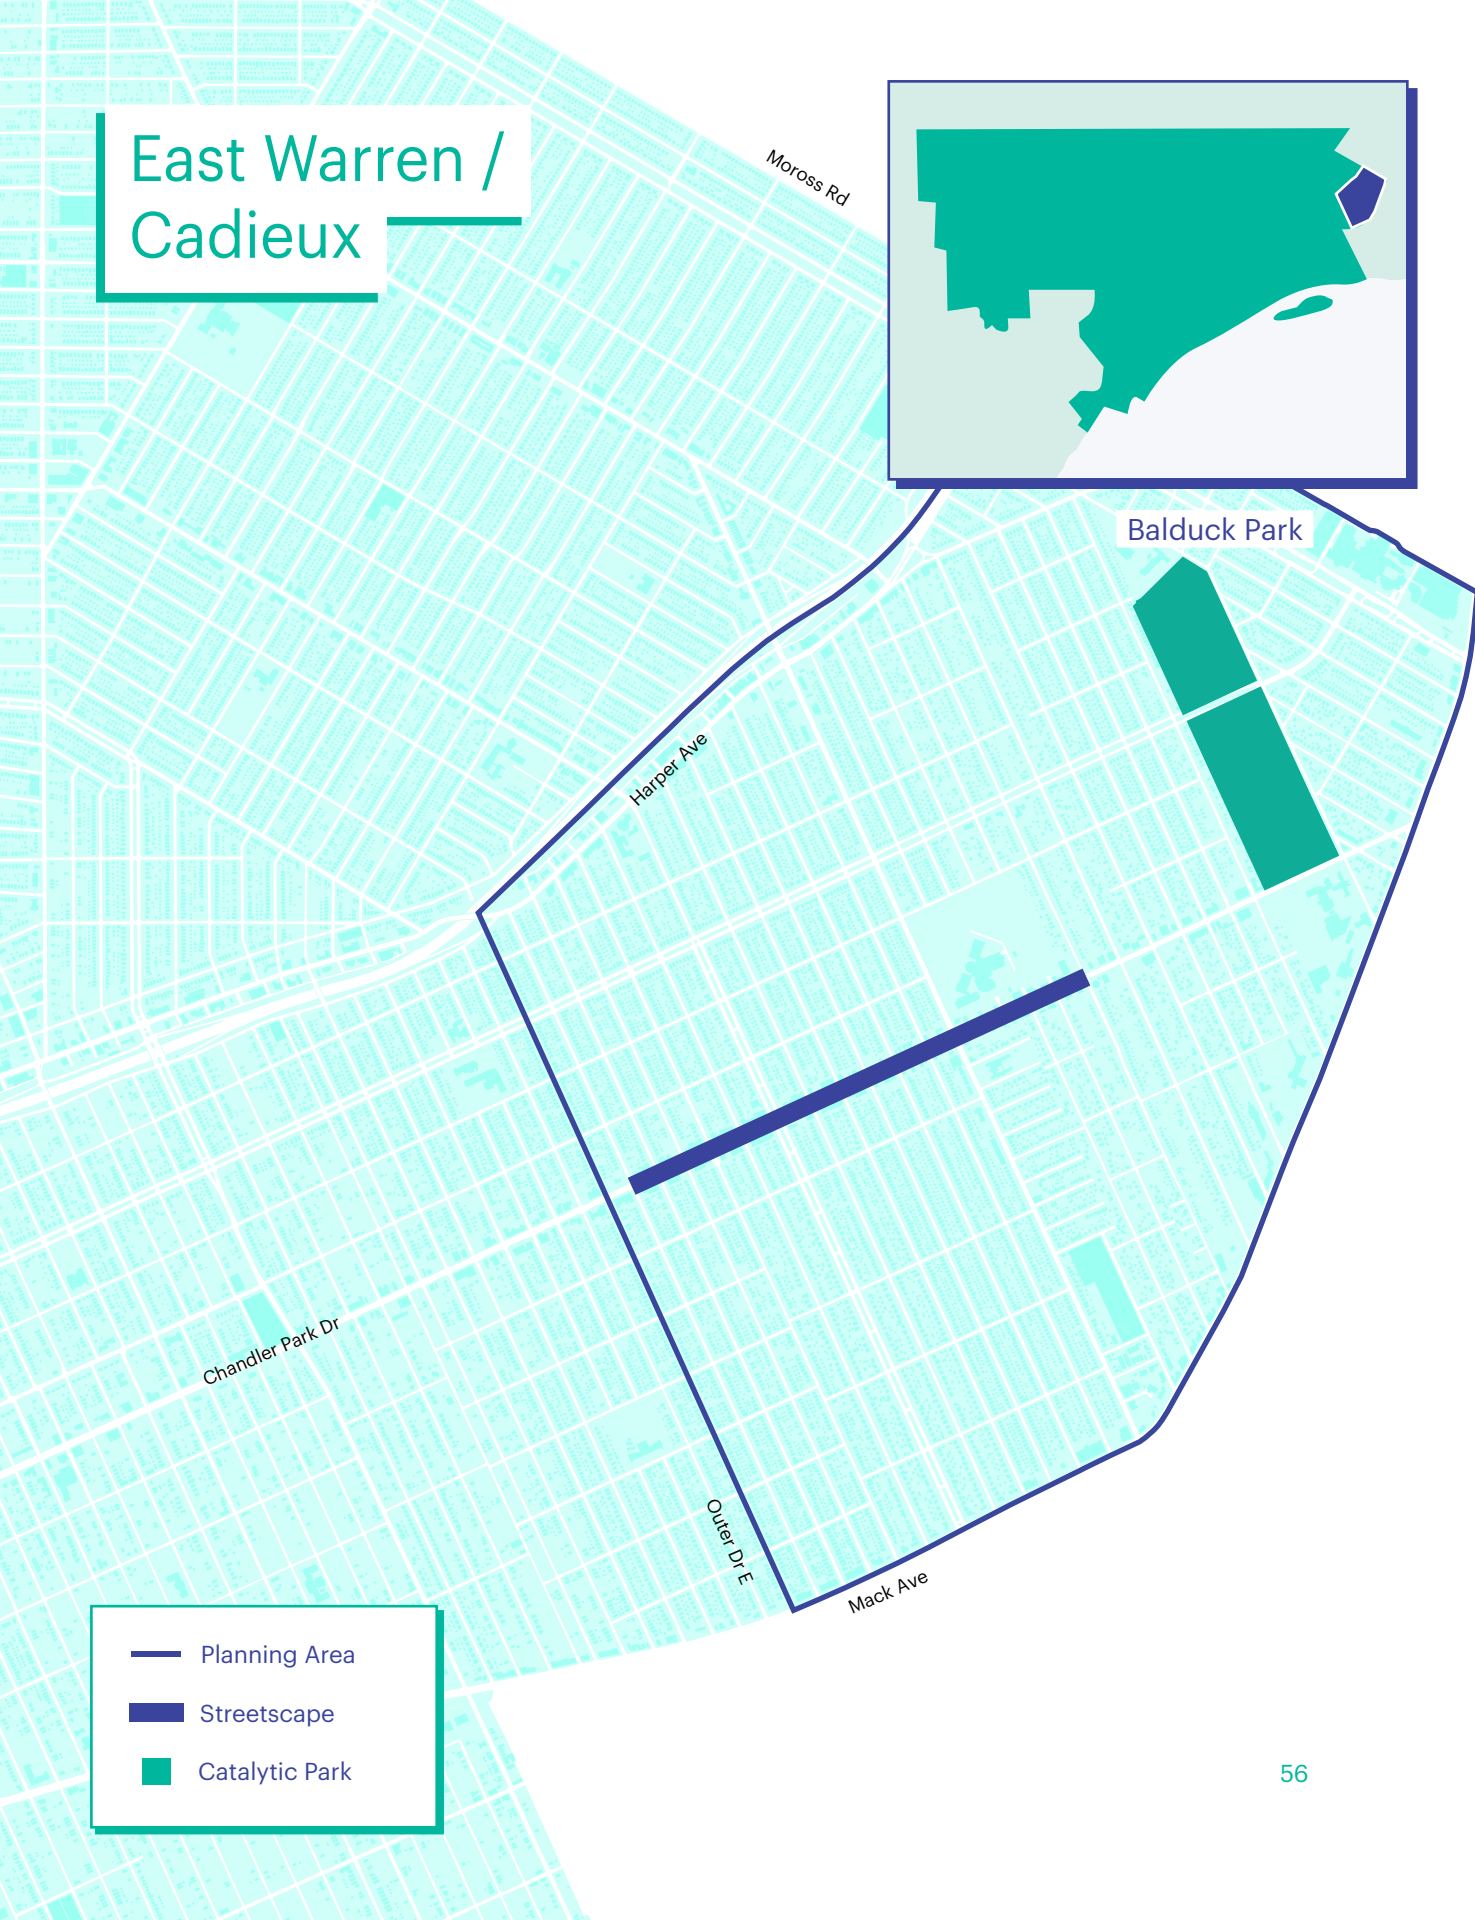 East Warren /
Cadieux
Moross Rd
Balduck Park
Harper Ave
Chandler Park Dr
Outer Dr E
Mack Ave
Planning Area
Streetscape
Catalytic Park
56